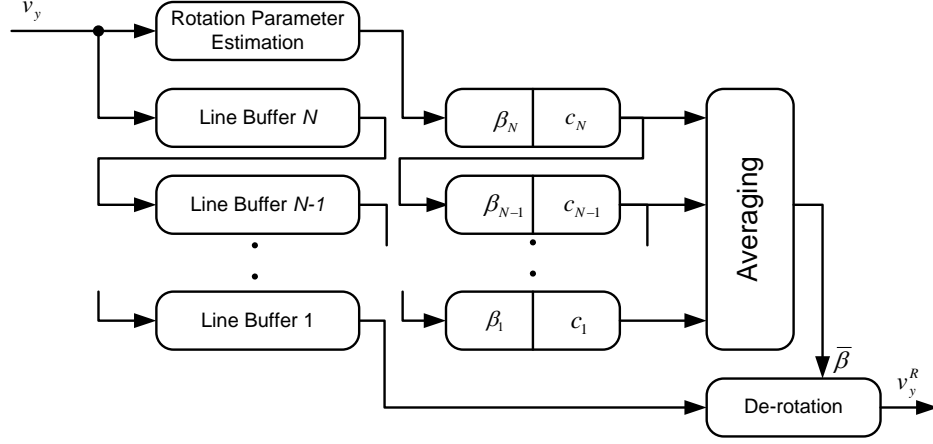 v_y
Rotation Parameter
Estimation
Line Buffer N
β_N c_N
Line Buffer N-1
β_{N−1} c_{N−1}
Line Buffer 1
β_1 c_1
Averaging
β̅
De-rotation
v_y^R